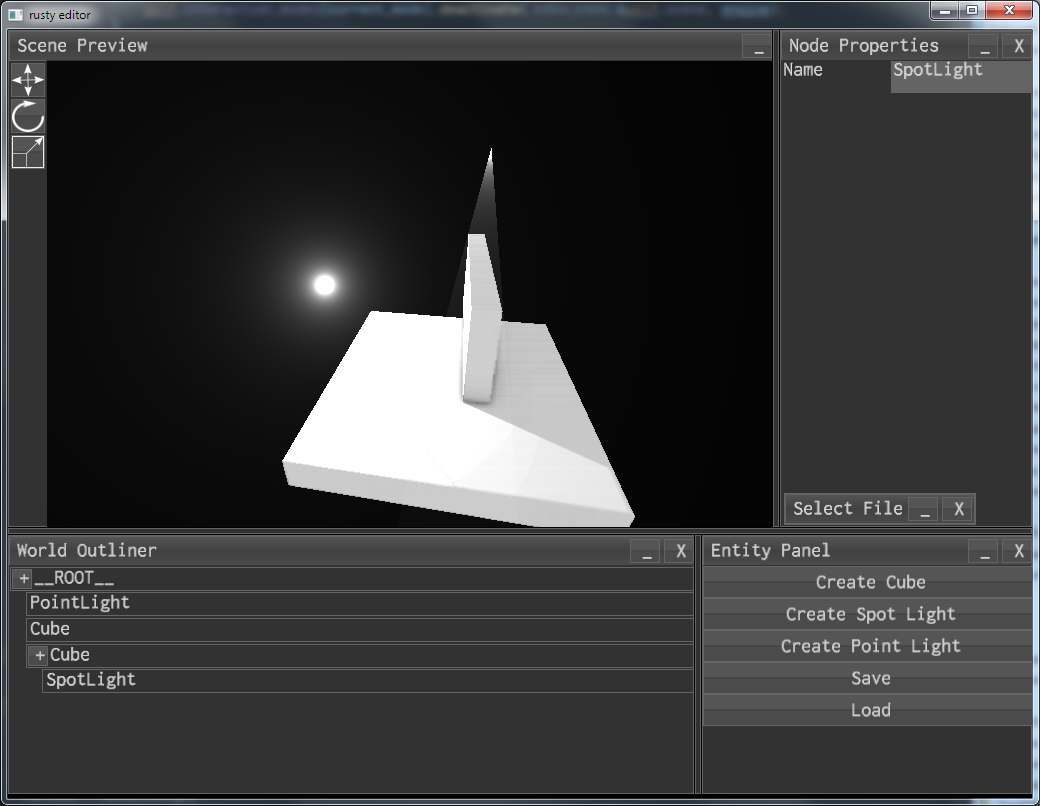 rusty editor
Scene Preview
_
Node Properties
_ X
Name
SpotLight
Select File
_ X
World Outliner
_ X
+ __ROOT__
PointLight
Cube
+ Cube
SpotLight
Entity Panel
_ X
Create Cube
Create Spot Light
Create Point Light
Save
Load